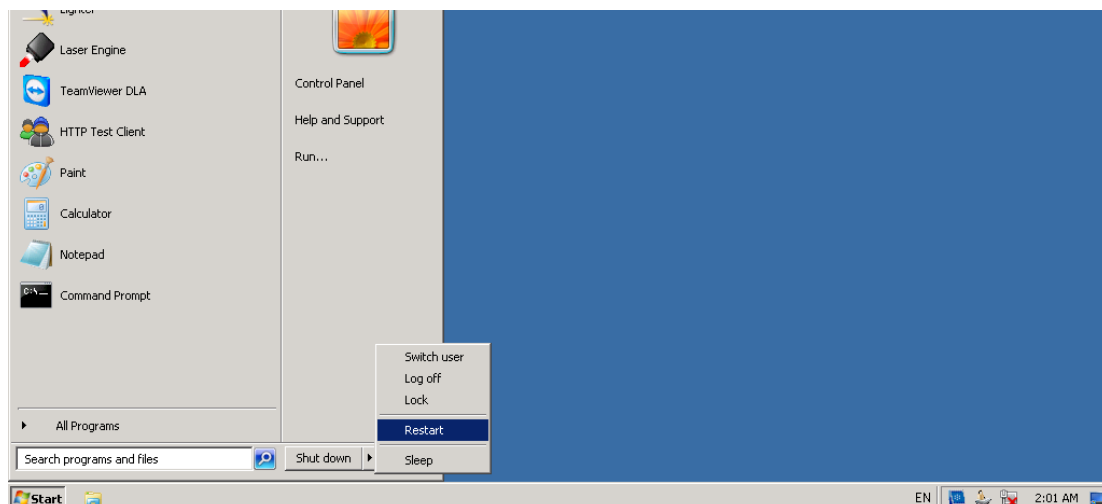 Lighter
Laser Engine
TeamViewer DLA
HTTP Test Client
Paint
Calculator
Notepad
C:\_
Command Prompt
All Programs
Search programs and files
Control Panel
Help and Support
Run...
Shut down
Switch user
Log off
Lock
Restart
Sleep
Start
EN
2:01 AM